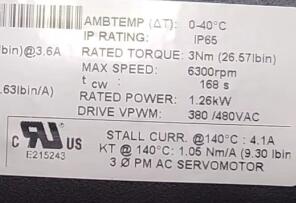 AMBTEMP (ΔT): 0-40°C
IP RATING: IP65
lbin)@3.6A RATED TORQUE: 3Nm (26.57lbin)
MAX SPEED: 6300rpm
.63lbin/A) tcw: 168 s
RATED POWER: 1.26kW
DRIVE VPWM: 380 /480VAC
c RU US STALL CURR. @140°C: 4.1A
E215243 KT @ 140°C: 1.05 Nm/A (9.30 lbin
3 Ø PM AC SERVOMOTOR